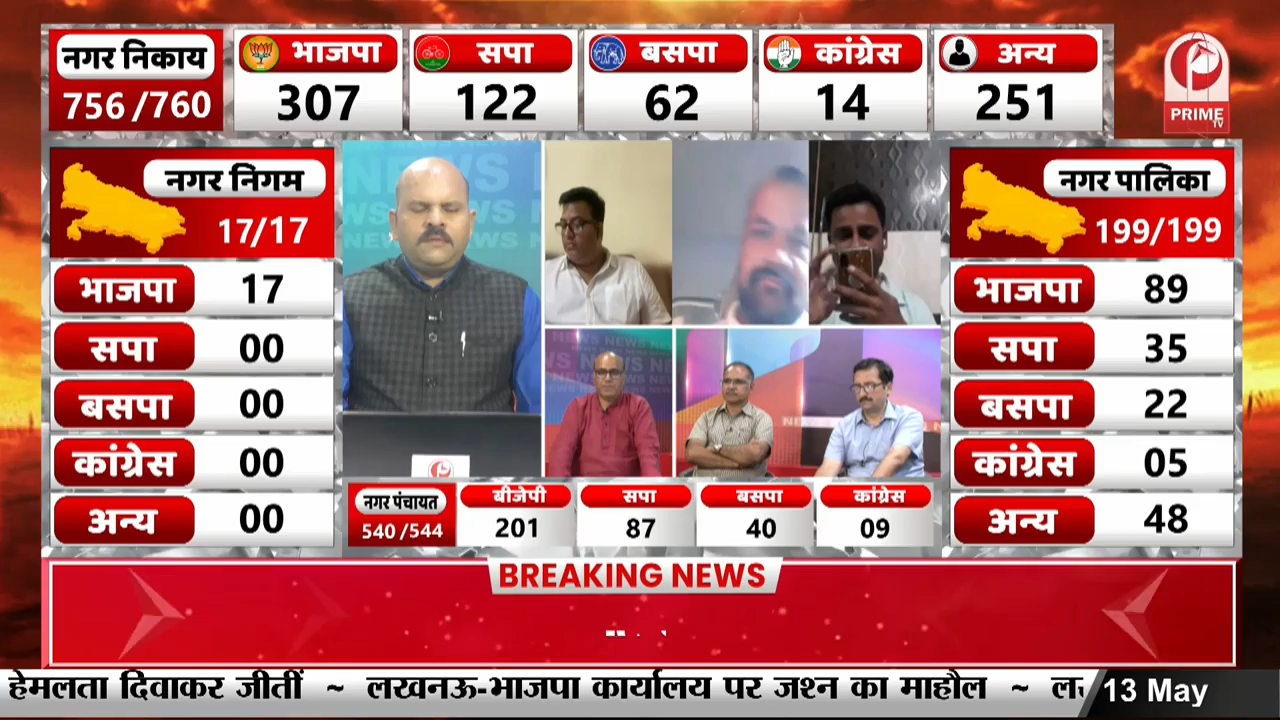 नगर निकाय
756/760
भाजपा
307
सपा
122
बसपा
62
कांग्रेस
14
अन्य
251
PRIME
TV
नगर निगम
17/17
भाजपा 17
सपा 00
बसपा 00
कांग्रेस 00
अन्य 00
NEWS
नगर पालिका
199/199
भाजपा 89
सपा 35
बसपा 22
कांग्रेस 05
अन्य 48
नगर पंचायत
540/544
बीजेपी
201
सपा
87
बसपा
40
कांग्रेस
09
BREAKING NEWS
हेमलता दिवाकर जीतीं ~ लखनऊ-भाजपा कार्यालय पर जश्न का माहौल ~
13 May